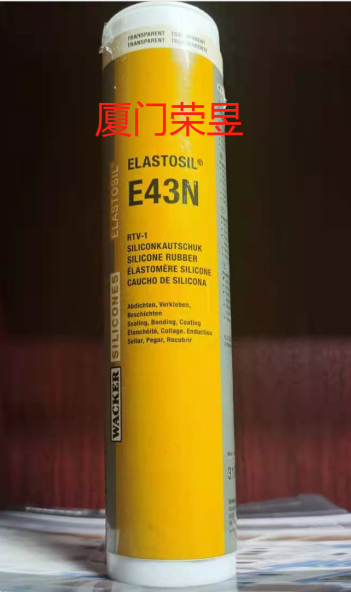 TRANSPARENT TRANSPARENT
TRANSPARENT TRANSPARENTE
厦门荣昱
ELASTOSIL®
E43N
RTV-1
SILICONKAUTSCHUK
SILICONE RUBBER
ÉLASTOMÈRE SILICONE
CAUCHO DE SILICONA
Abdichten, Verkleben,
Beschichten
Sealing, Bonding, Coating
Étanchéité, Collage, Enduction
Sellar, Pegar, Recubrir
ELASTOSIL
WACKER SILICONES